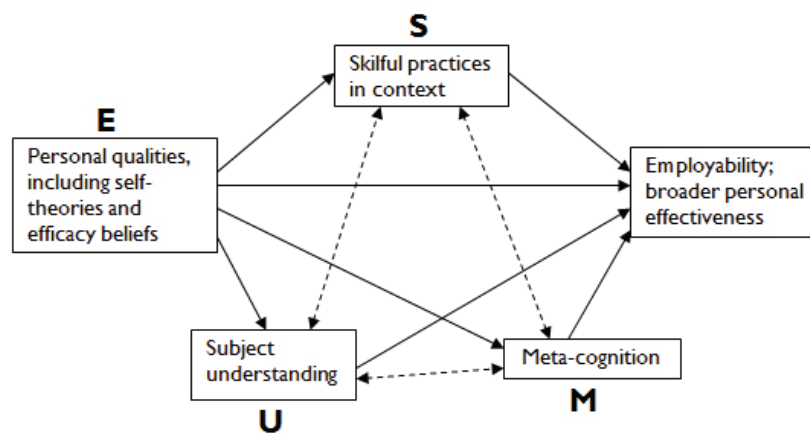 S
Skilful practices
in context
E
Personal qualities,
including self-
theories and
efficacy beliefs
Employability;
broader personal
effectiveness
Subject
understanding
U
Meta-cognition
M